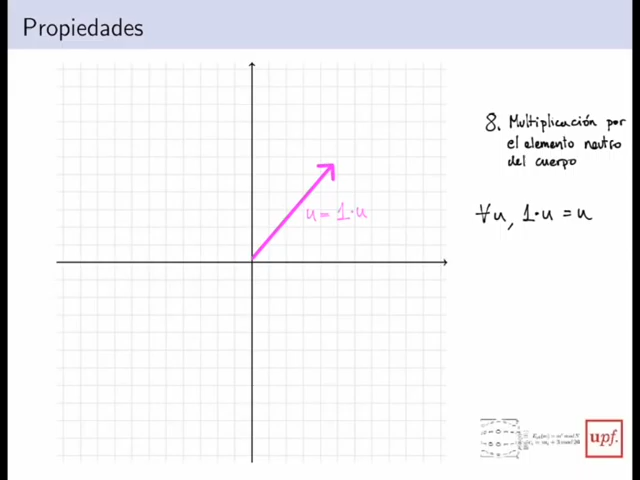 Propiedades
8. Multiplicación por
el elemento neutro
del cuerpo
u = 1·u
∀u, 1·u = u
upf.